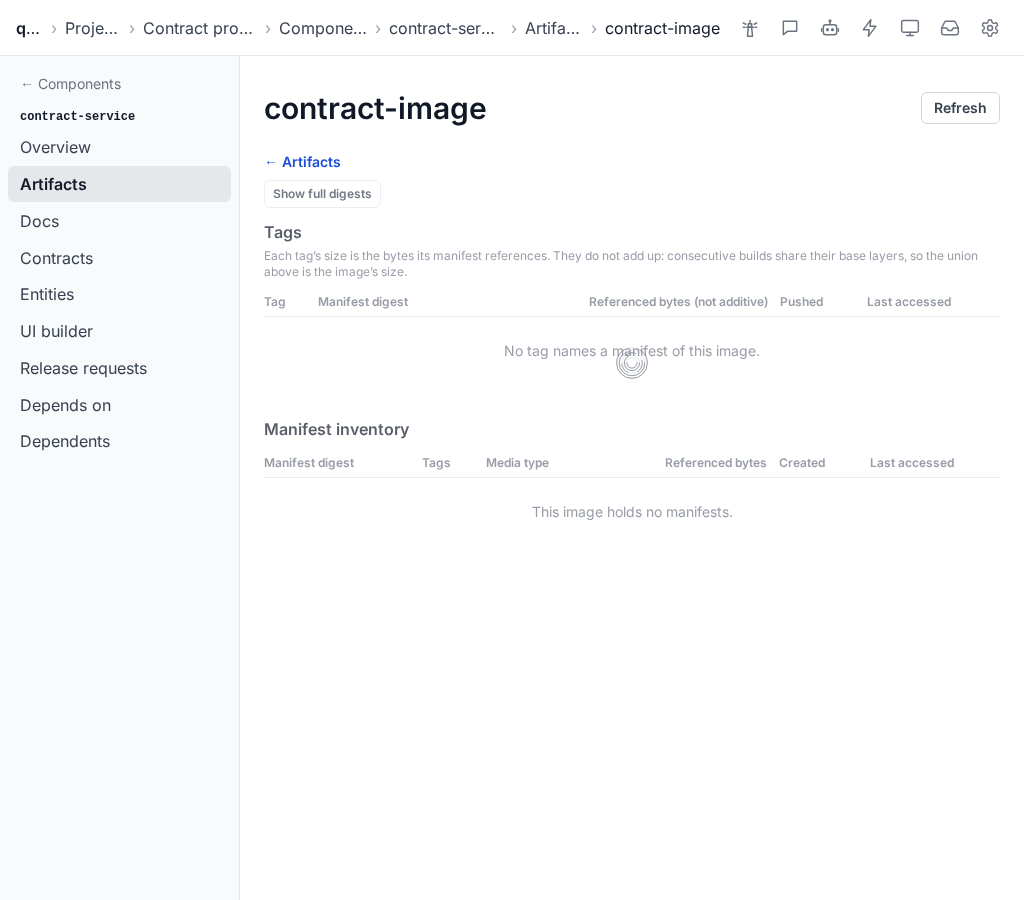 q… › Proje… › Contract pro… › Compone… › contract-ser… › Artifa… › contract-image
← Components
contract-service
Overview
Artifacts
Docs
Contracts
Entities
UI builder
Release requests
Depends on
Dependents
contract-image
Refresh
← Artifacts
Show full digests
Tags
Each tag’s size is the bytes its manifest references. They do not add up: consecutive builds share their base layers, so the union
above is the image’s size.
Tag Manifest digest Referenced bytes (not additive) Pushed Last accessed
No tag names a manifest of this image.
Manifest inventory
Manifest digest Tags Media type Referenced bytes Created Last accessed
This image holds no manifests.